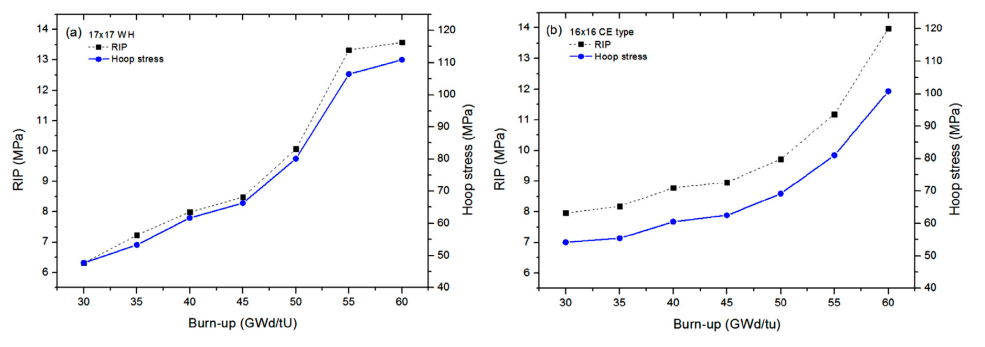 (a) 17x17 WH
RIP
Hoop stress
RIP (MPa)
14
13
12
11
10
9
8
7
6
Hoop stress (MPa)
120
110
100
90
80
70
60
50
40
30 35 40 45 50 55 60
Burn-up (GWd/tU)
(b) 16x16 CE type
RIP
Hoop stress
RIP (MPa)
14
13
12
11
10
9
8
7
6
Hoop stress (MPa)
120
110
100
90
80
70
60
50
40
30 35 40 45 50 55 60
Burn-up (GWd/tu)